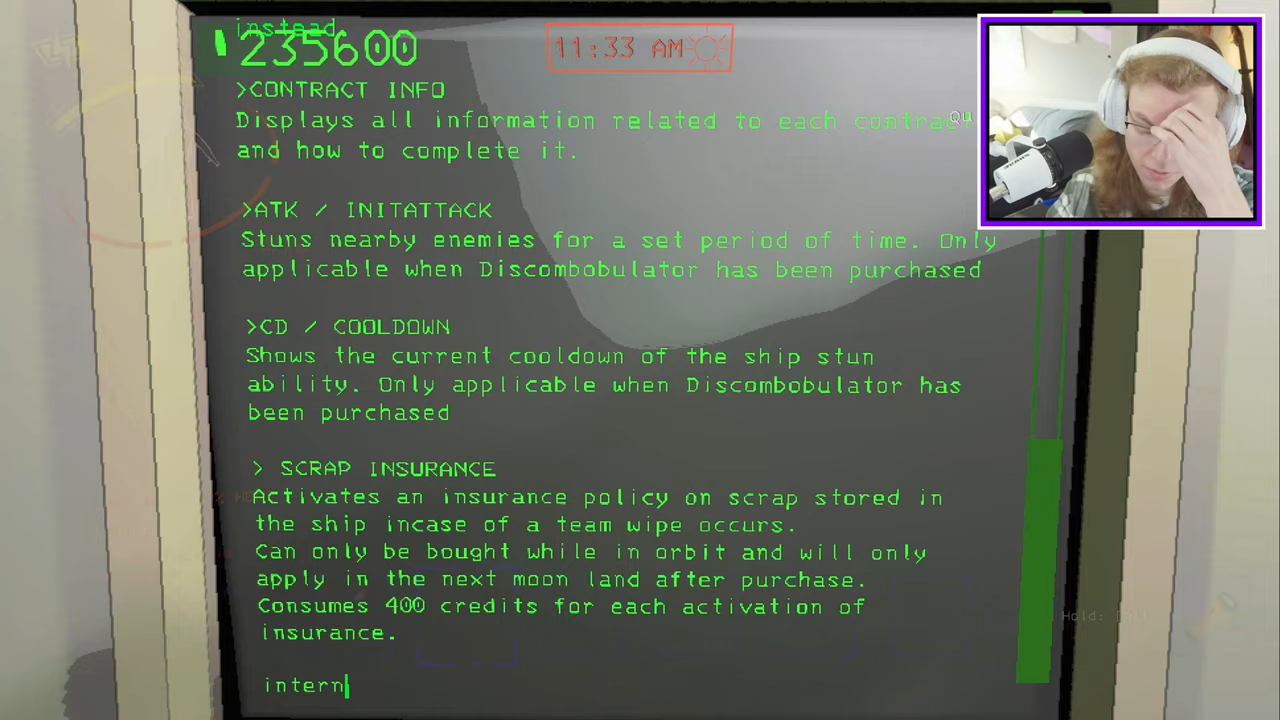 instead.
235600
11:33 AM
>CONTRACT INFO
Displays all information related to each contract
and how to complete it.
>ATK / INITATTACK
Stuns nearby enemies for a set period of time. Only
applicable when Discombobulator has been purchased
>CD / COOLDOWN
Shows the current cooldown of the ship stun
ability. Only applicable when Discombobulator has
been purchased
> SCRAP INSURANCE
Activates an insurance policy on scrap stored in
the ship incase of a team wipe occurs.
Can only be bought while in orbit and will only
apply in the next moon land after purchase.
Consumes 400 credits for each activation of
insurance.
Hold:
intern